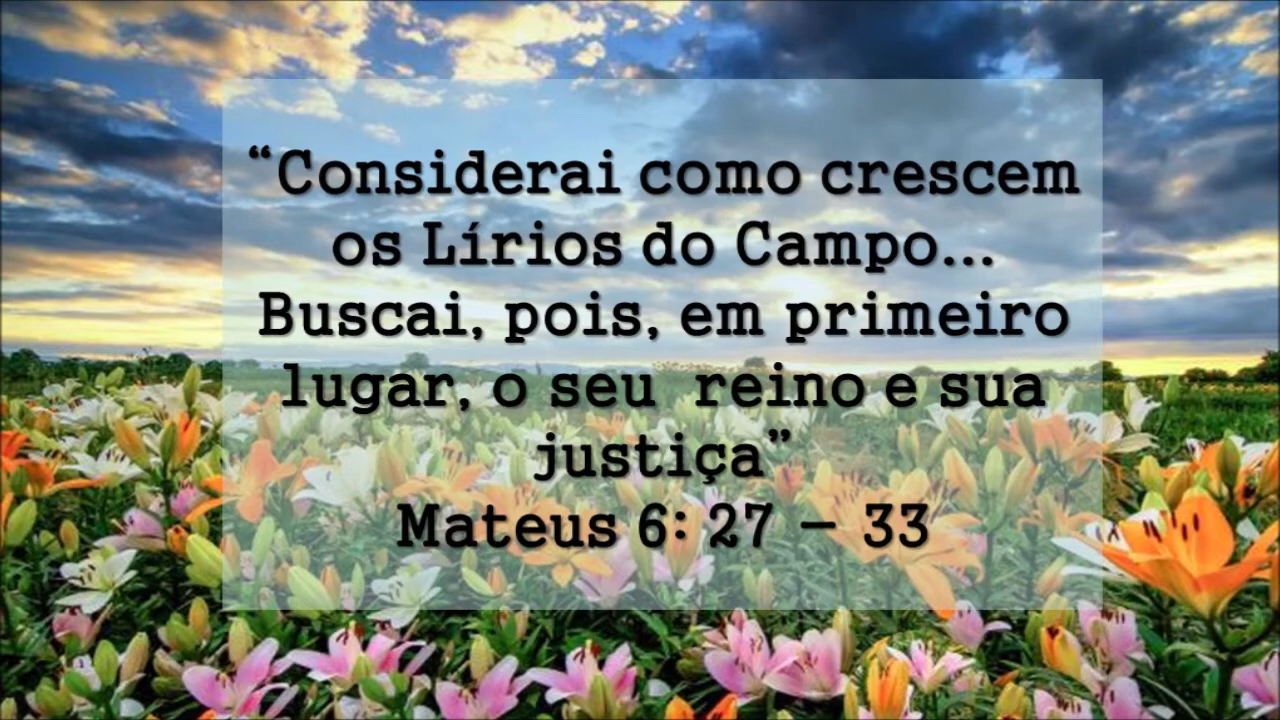 “Considerai como crescem
os Lírios do Campo...
Buscai, pois, em primeiro
lugar, o seu  reino e sua
justiça”
Mateus 6: 27 – 33